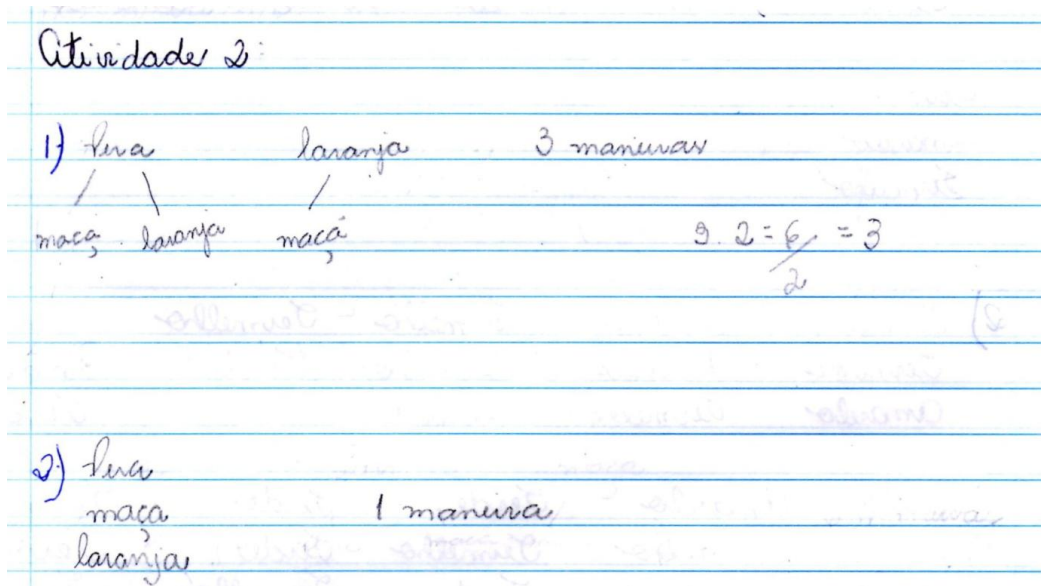 Atividade 2:
1) Pera laranja 3 maneiras
maçã laranja maçã 3 . 2 = 6/2 = 3
2) Pera
maçã 1 maneira
laranja